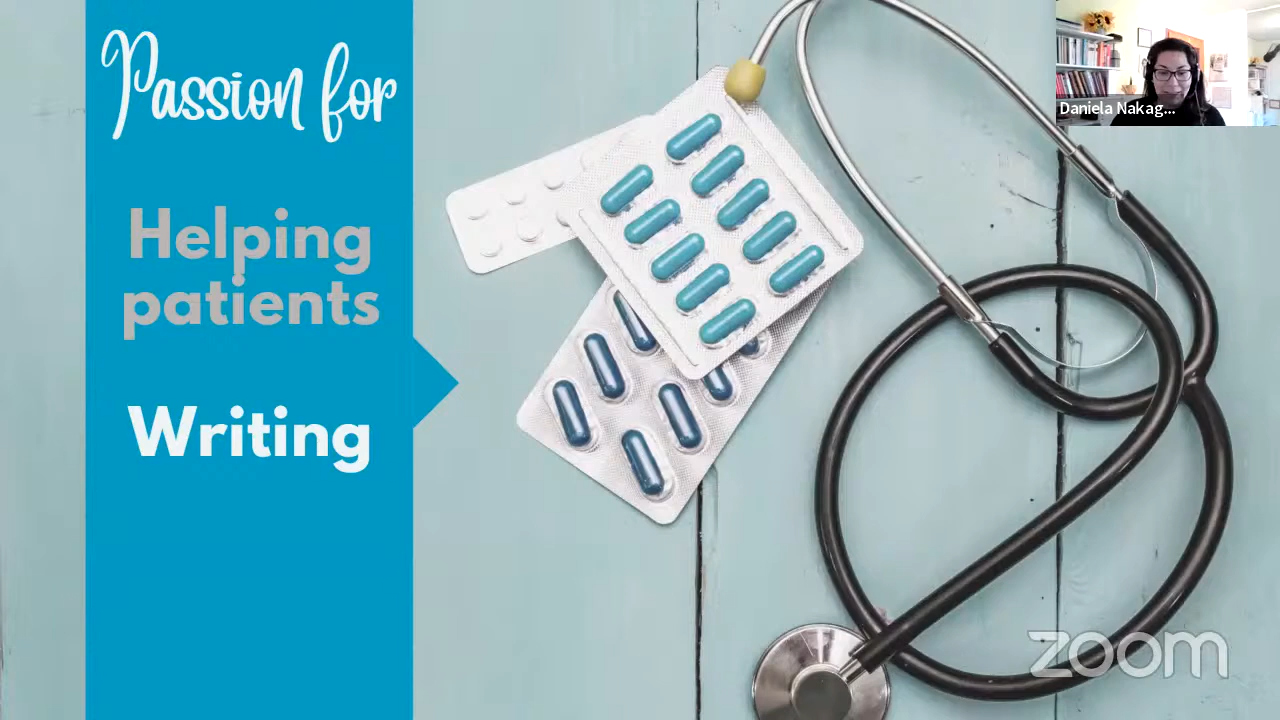 Passion for
Helping
patients
Writing
Daniela Nakag...
zoom